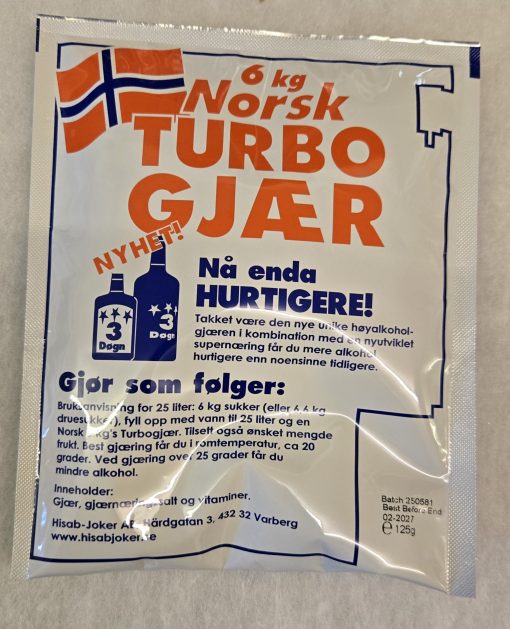 6 kg
Norsk
TURBO
GJÆR
NYHET!
3
Døgn
3
Døgn
Nå enda
HURTIGERE!
Takket være den nye unike høyalkohol-
gjæren i kombination med en nyutviklet
supernæring får du mere alkohol
hurtigere enn noensinne tidligere.
Gjør som følger:
Bruksanvisning for 25 liter: 6 kg sukker (eller 6,6 kg
druesukker), fyll opp med vann til 25 liter og en
Norsk kg's Turbogjær. Tilsett også ønsket mengde
frukt. Best gjæring får du i romtemperatur, ca 20
grader. Ved gjæring over 25 grader får du
mindre alkohol.
Inneholder:
Gjær, gjærnæringssalt og vitaminer.
Hisab-Joker AB, Härdgatan 3, 432 32 Varberg
www.hisabjoker.se
Batch 250581
Best Before End
02-2027
℮ 125g